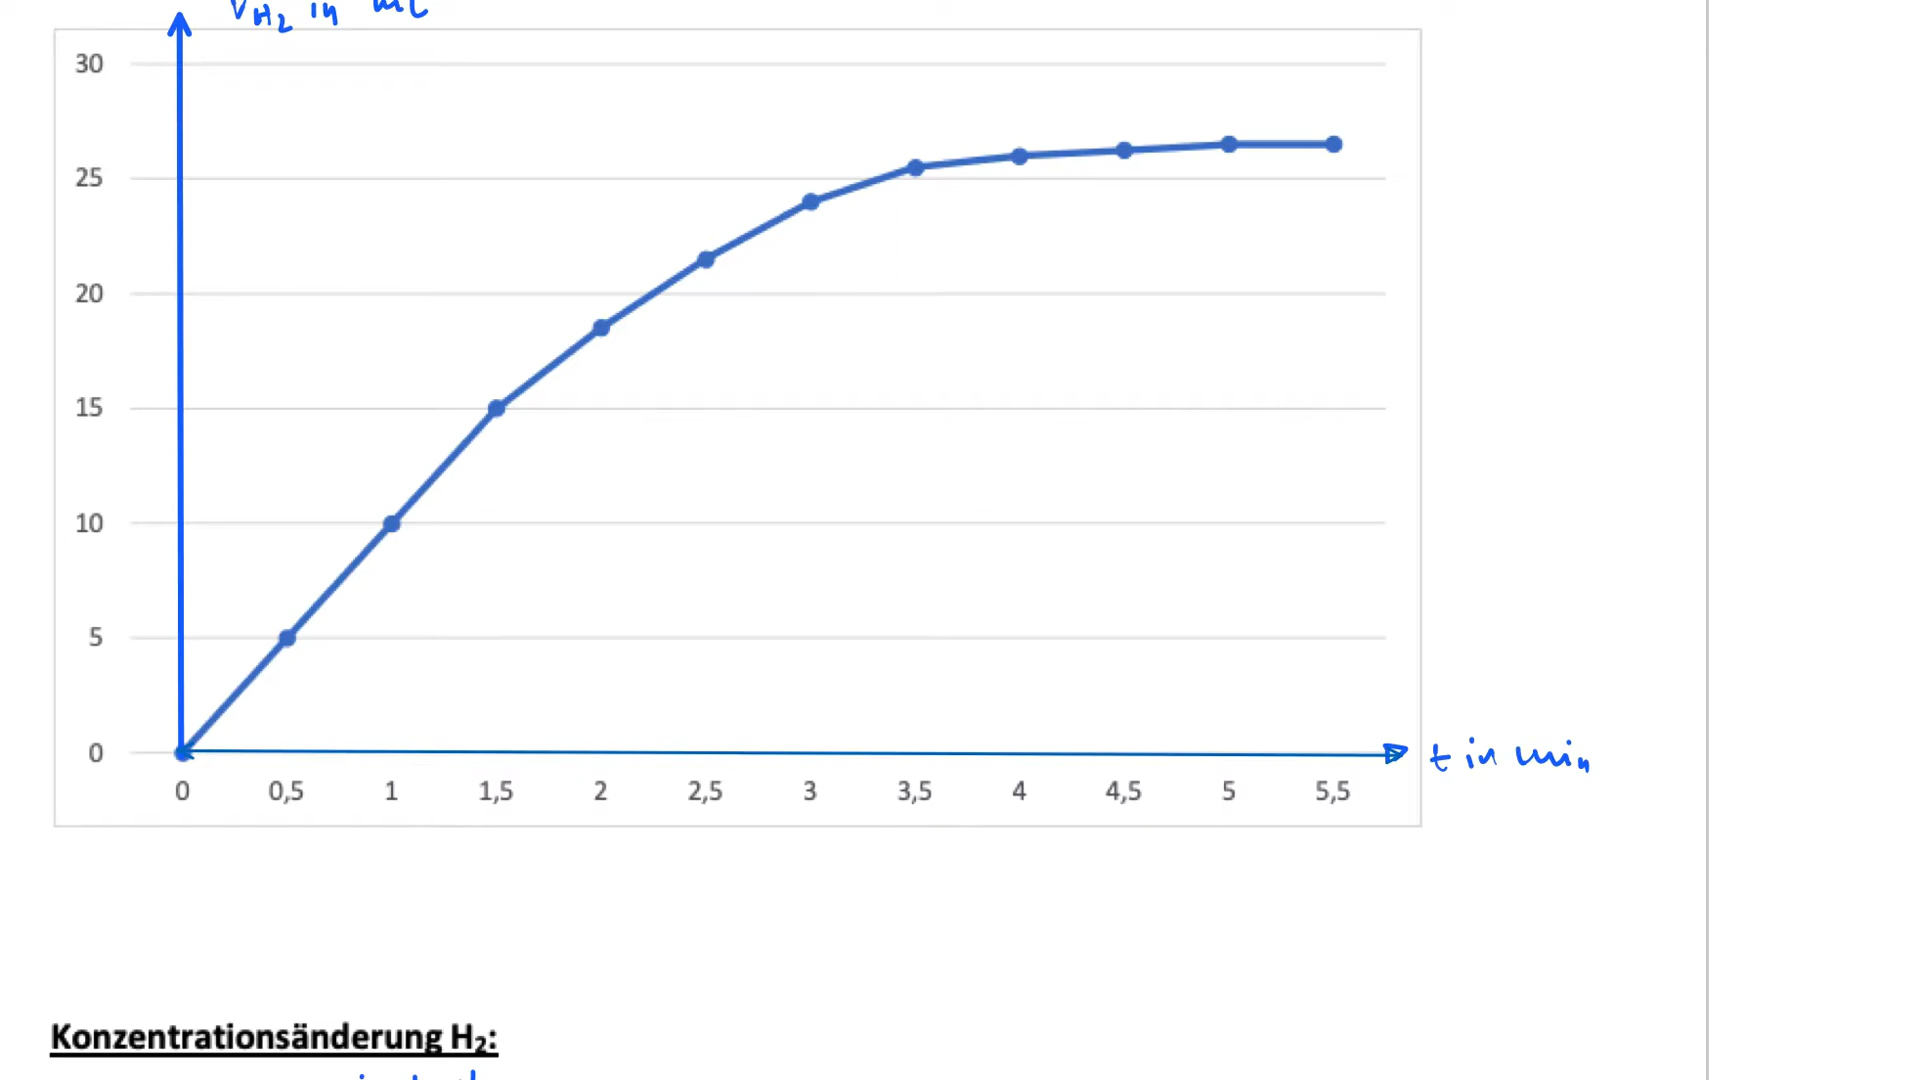 V H₂ in ml
30
25
20
15
10
5
0
0 0,5 1 1,5 2 2,5 3 3,5 4 4,5 5 5,5
t in min
Konzentrationsänderung H₂: